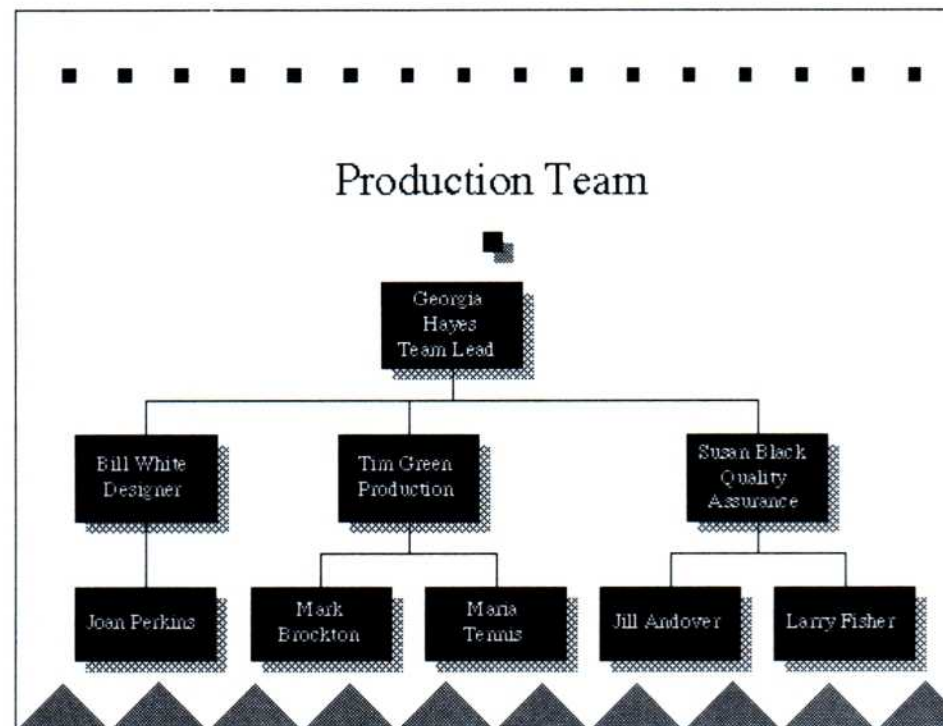 Production Team
Georgia
Hayes
Team Lead
Bill White
Designer
Tim Green
Production
Susan Black
Quality
Assurance
Joan Perkins
Mark
Brockton
Maria
Tennis
Jill Andover
Larry Fisher